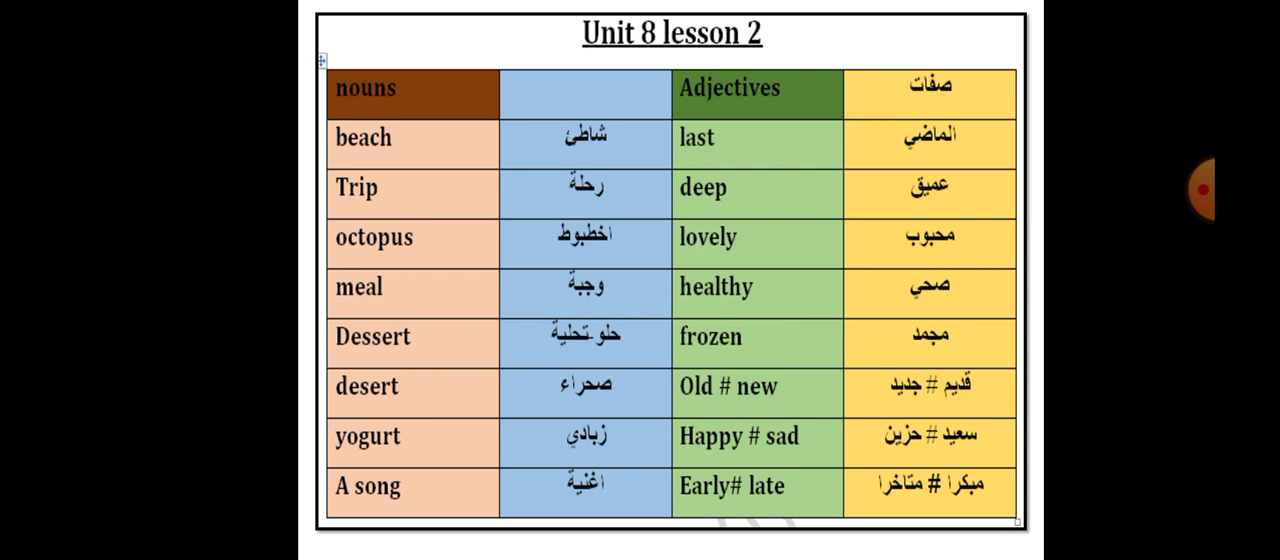 Unit 8 lesson 2
nouns Adjectives صفات
beach شاطئ last الماضي
Trip رحلة deep عميق
octopus اخطبوط lovely محبوب
meal وجبة healthy صحي
Dessert حلو-تحلية frozen مجمد
desert صحراء Old # new قديم # جديد
yogurt زبادي Happy # sad سعيد # حزين
A song اغنية Early# late مبكرا # متاخرا